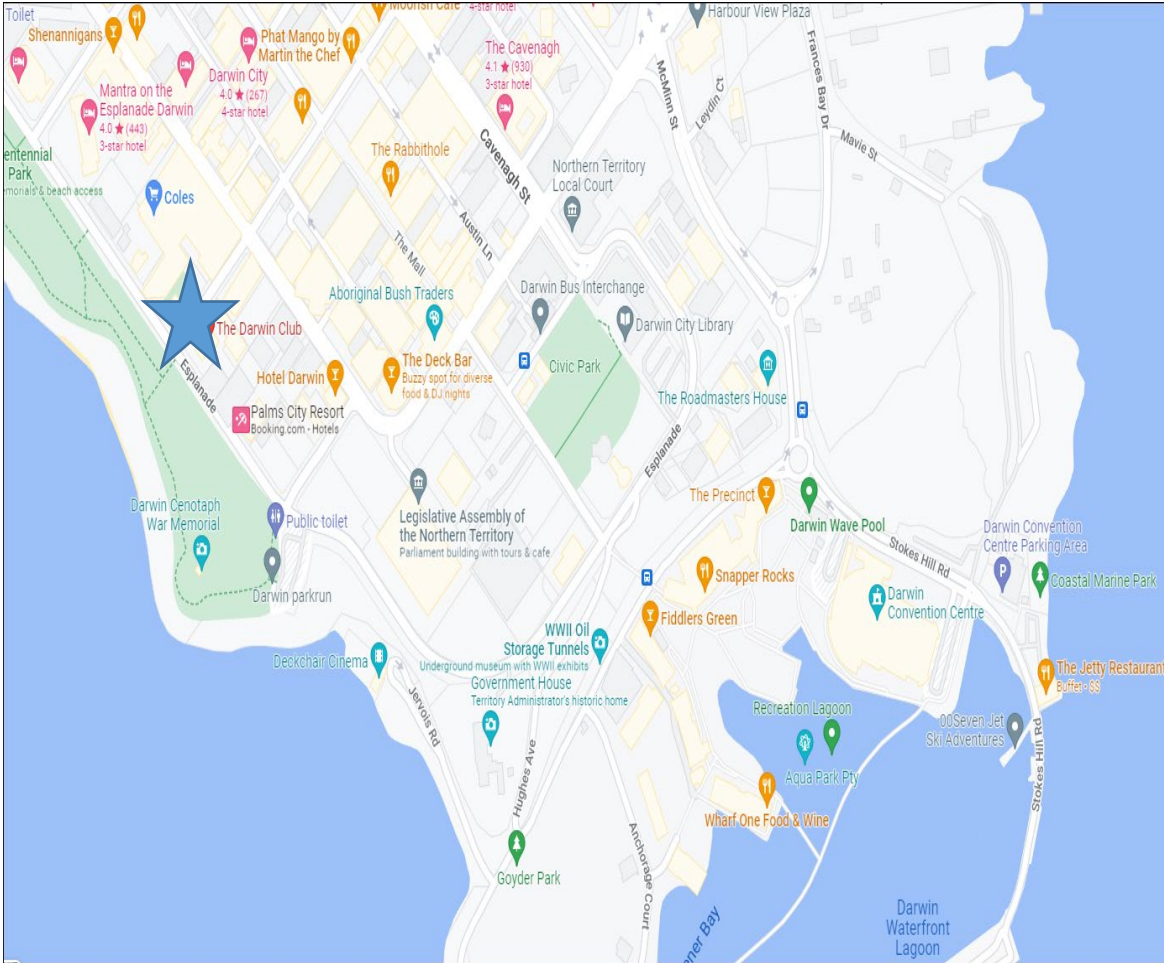 Toilet
Shenannigans
Phat Mango by
Martin the Chef
Moonfish Cafe
4-star hotel
Harbour View Plaza
The Cavenagh
4.1 ★ (930)
3-star hotel
Darwin City
4.0 ★ (267)
4-star hotel
Mantra on the
Esplanade Darwin
4.0 ★ (443)
3-star hotel
McMinn St
Leydin Ct
Frances Bay Dr
Mavie St
Cavenagh St
The Rabbithole
Northern Territory
Local Court
entennial
Park
emorials & beach access
Coles
Austin Ln
The Mall
Aboriginal Bush Traders
Darwin Bus Interchange
Darwin City Library
The Darwin Club
Esplanade
Hotel Darwin
The Deck Bar
Buzzy spot for diverse
food & DJ nights
Civic Park
The Roadmasters House
Palms City Resort
Booking.com - Hotels
Esplanade
The Precinct
Darwin Wave Pool
Darwin Cenotaph
War Memorial
Public toilet
Legislative Assembly of
the Northern Territory
Parliament building with tours & cafe
Stokes Hill Rd
Darwin Convention
Centre Parking Area
P
Coastal Marine Park
Snapper Rocks
Darwin parkrun
Darwin
Convention Centre
Fiddlers Green
WWII Oil
Storage Tunnels
Underground museum with WWII exhibits
Deckchair Cinema
Government House
Territory Administrator's historic home
The Jetty Restaurant
Buffet · $$
Jervois Rd
Recreation Lagoon
00Seven Jet
Ski Adventures
Aqua Park Pty
Stokes Hill Rd
Hughes Ave
Wharf One Food & Wine
Anchorage Court
Goyder Park
ener Bay
Darwin
Waterfront
Lagoon